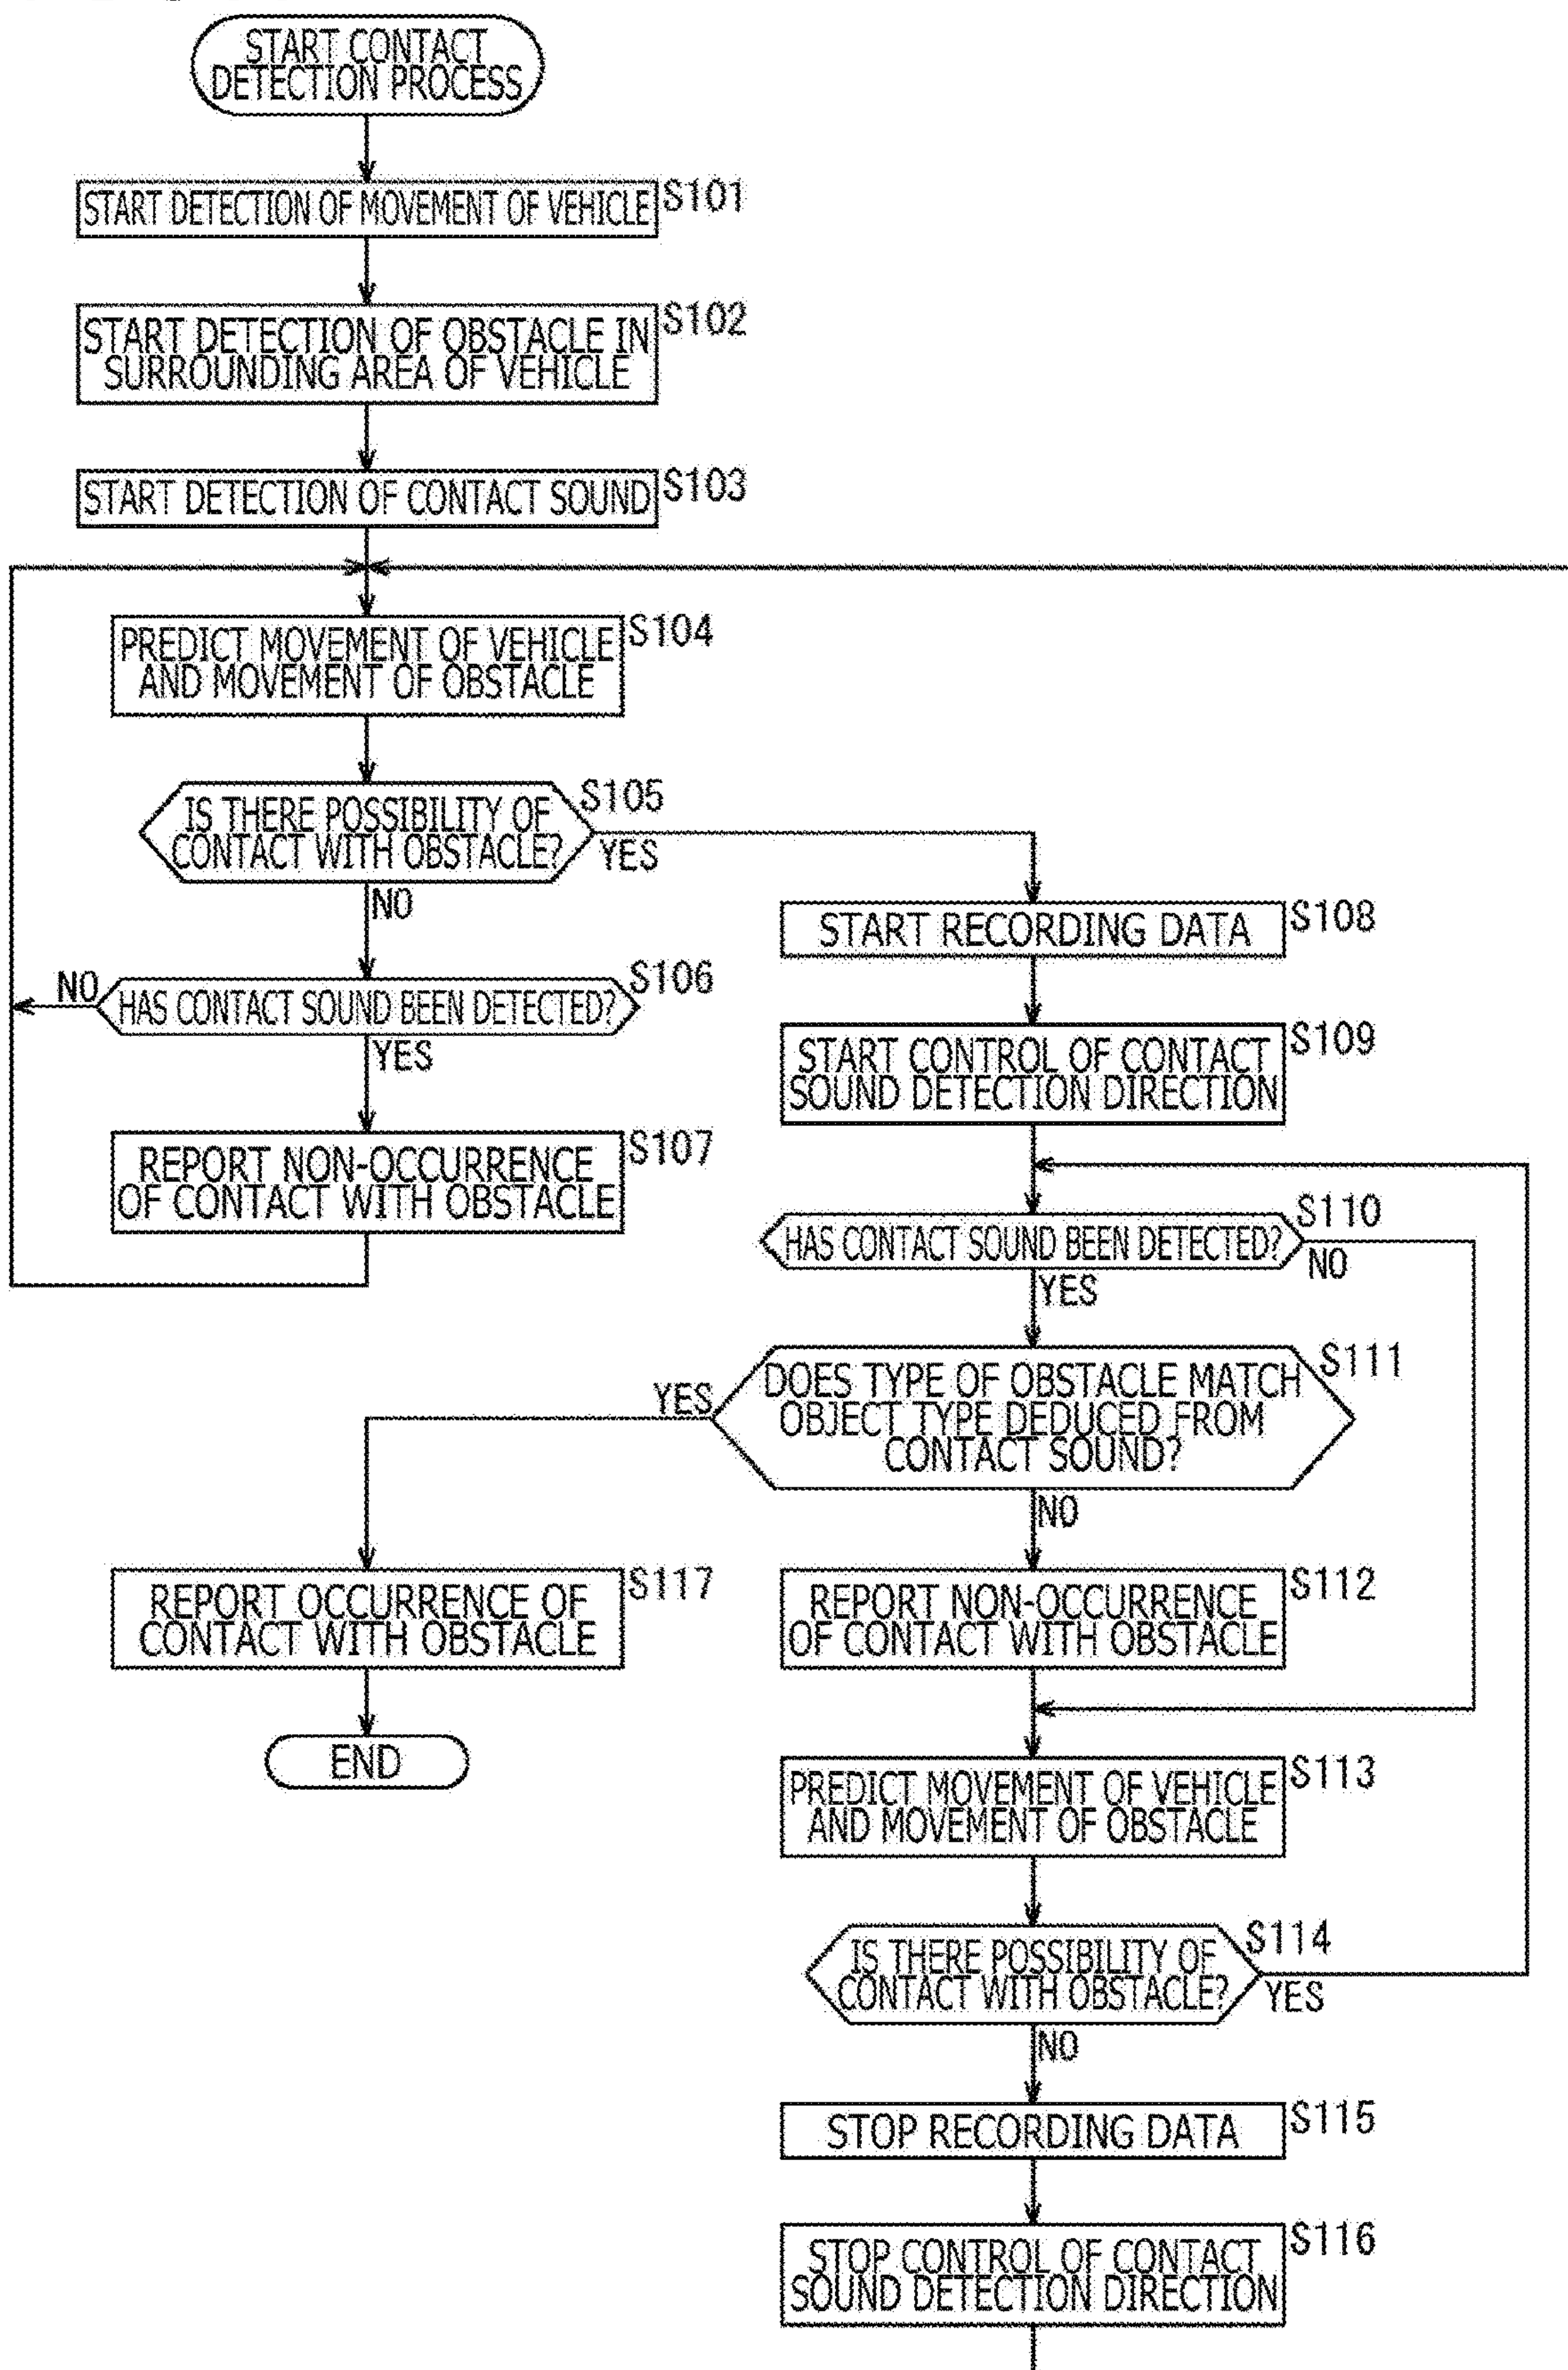 START CONTACT
DETECTION PROCESS
START DETECTION OF MOVEMENT OF VEHICLE
S101
START DETECTION OF OBSTACLE IN
SURROUNDING AREA OF VEHICLE
S102
START DETECTION OF CONTACT SOUND
S103
PREDICT MOVEMENT OF VEHICLE
AND MOVEMENT OF OBSTACLE
S104
IS THERE POSSIBILITY OF
CONTACT WITH OBSTACLE?
S105
YES
NO
HAS CONTACT SOUND BEEN DETECTED?
S106
NO
YES
REPORT NON-OCCURRENCE
OF CONTACT WITH OBSTACLE
S107
START RECORDING DATA
S108
START CONTROL OF CONTACT
SOUND DETECTION DIRECTION
S109
HAS CONTACT SOUND BEEN DETECTED?
S110
NO
YES
DOES TYPE OF OBSTACLE MATCH
OBJECT TYPE DEDUCED FROM
CONTACT SOUND?
S111
YES
NO
REPORT OCCURRENCE OF
CONTACT WITH OBSTACLE
S117
END
REPORT NON-OCCURRENCE
OF CONTACT WITH OBSTACLE
S112
PREDICT MOVEMENT OF VEHICLE
AND MOVEMENT OF OBSTACLE
S113
IS THERE POSSIBILITY OF
CONTACT WITH OBSTACLE?
S114
YES
NO
STOP RECORDING DATA
S115
STOP CONTROL OF CONTACT
SOUND DETECTION DIRECTION
S116